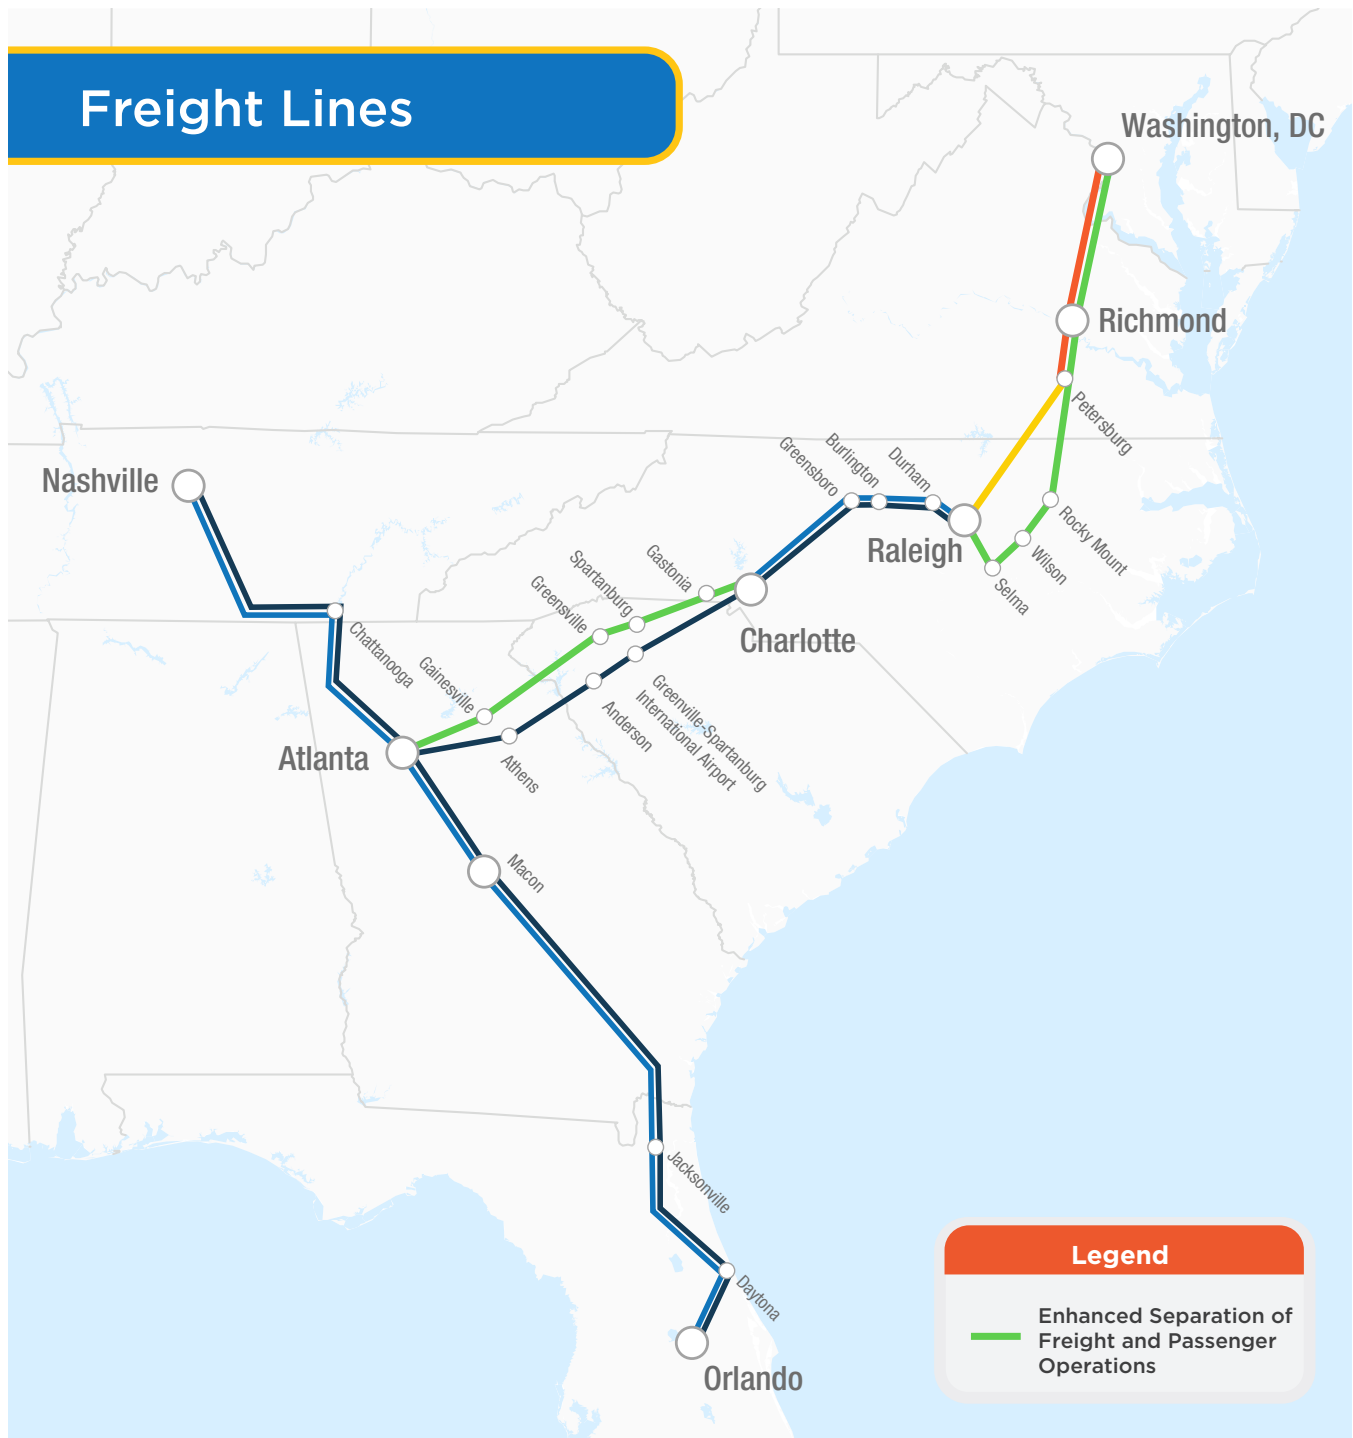 Freight Lines
Washington, DC
Richmond
Petersburg
Nashville
Greensboro
Burlington
Durham
Rocky Mount
Raleigh
Wilson
Selma
Gastonia
Spartanburg
Greensville
Charlotte
Chattanooga
Gainesville
Greenville-Spartanburg
International Airport
Anderson
Atlanta
Athens
Macon
Jacksonville
Daytona
Orlando
Legend
Enhanced Separation of
Freight and Passenger
Operations